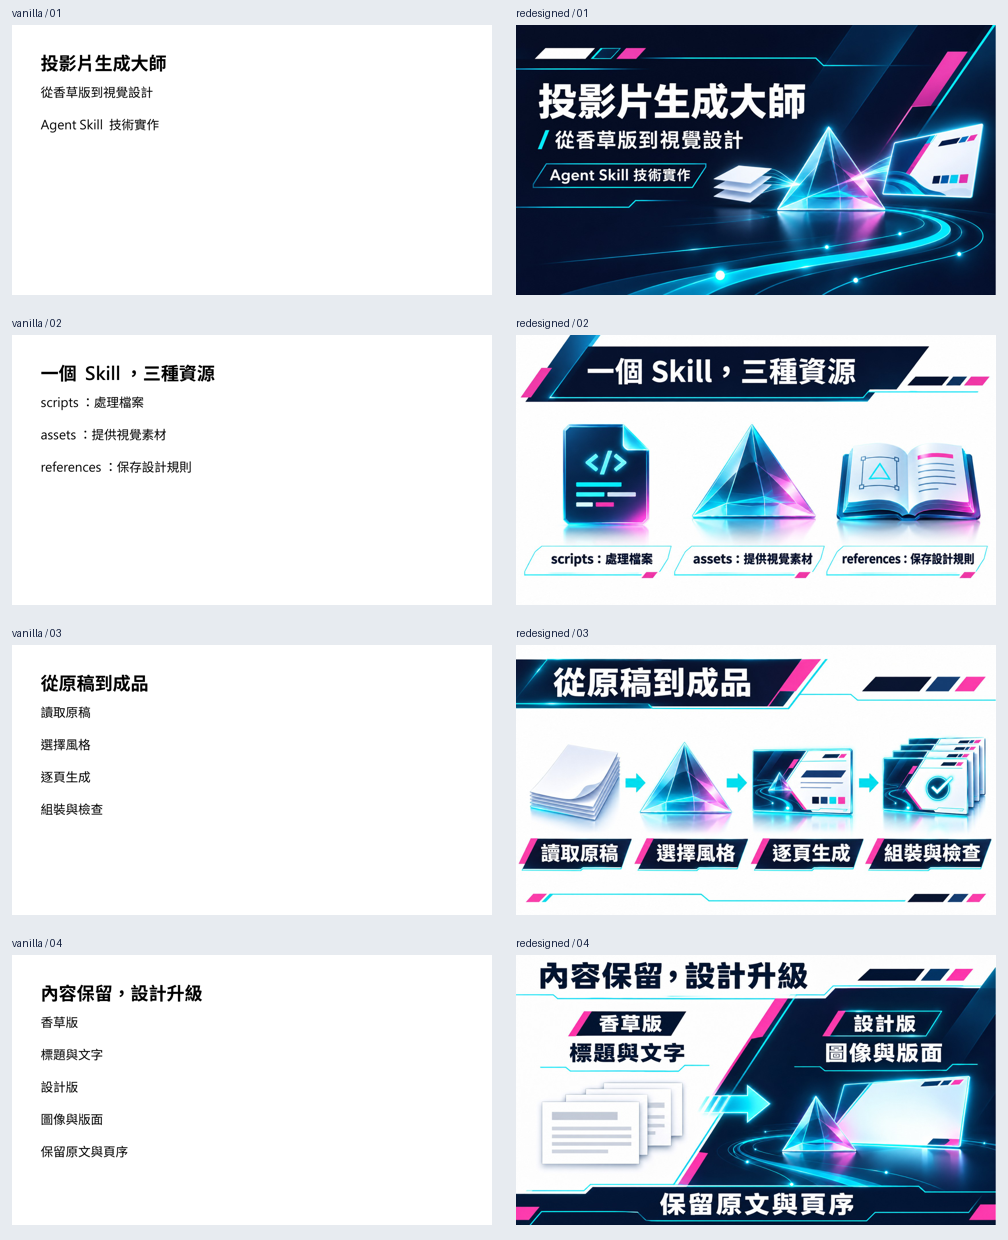 vanilla/01
投影片生成大師
從香草版到視覺設計
Agent Skill 技術實作
redesigned/01
投影片生成大師
從香草版到視覺設計
Agent Skill 技術實作
vanilla/02
一個 Skill，三種資源
scripts：處理檔案
assets：提供視覺素材
references：保存設計規則
redesigned/02
一個 Skill，三種資源
</>
scripts：處理檔案
assets：提供視覺素材
references：保存設計規則
vanilla/03
從原稿到成品
讀取原稿
選擇風格
逐頁生成
組裝與檢查
redesigned/03
從原稿到成品
讀取原稿
選擇風格
逐頁生成
組裝與檢查
vanilla/04
內容保留，設計升級
香草版
標題與文字
設計版
圖像與版面
保留原文與頁序
redesigned/04
內容保留，設計升級
香草版
標題與文字
設計版
圖像與版面
保留原文與頁序